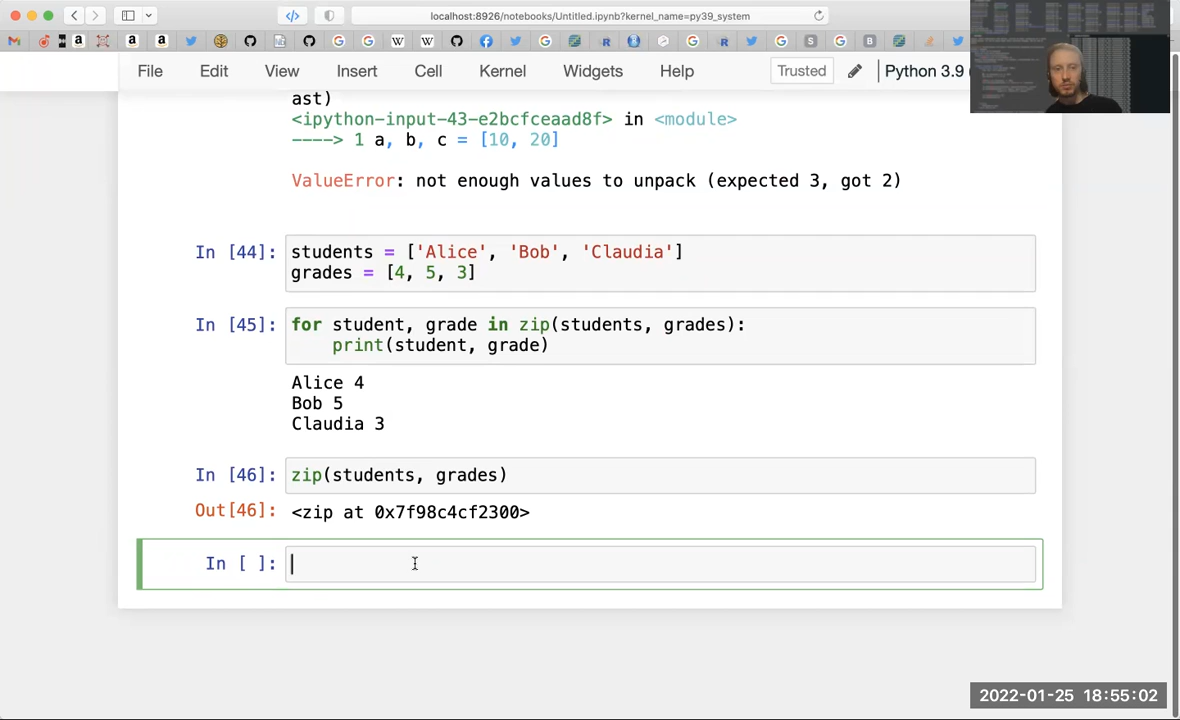 localhost:8926/notebooks/Untitled.ipynb?kernel_name=py39_system
File Edit View Insert Cell Kernel Widgets Help Trusted Python 3.9
ast)
<ipython-input-43-e2bcfceaad8f> in <module>
----> 1 a, b, c = [10, 20]
ValueError: not enough values to unpack (expected 3, got 2)
In [44]: students = ['Alice', 'Bob', 'Claudia']
grades = [4, 5, 3]
In [45]: for student, grade in zip(students, grades):
print(student, grade)
Alice 4
Bob 5
Claudia 3
In [46]: zip(students, grades)
Out[46]: <zip at 0x7f98c4cf2300>
In [ ]:
2022-01-25 18:55:02